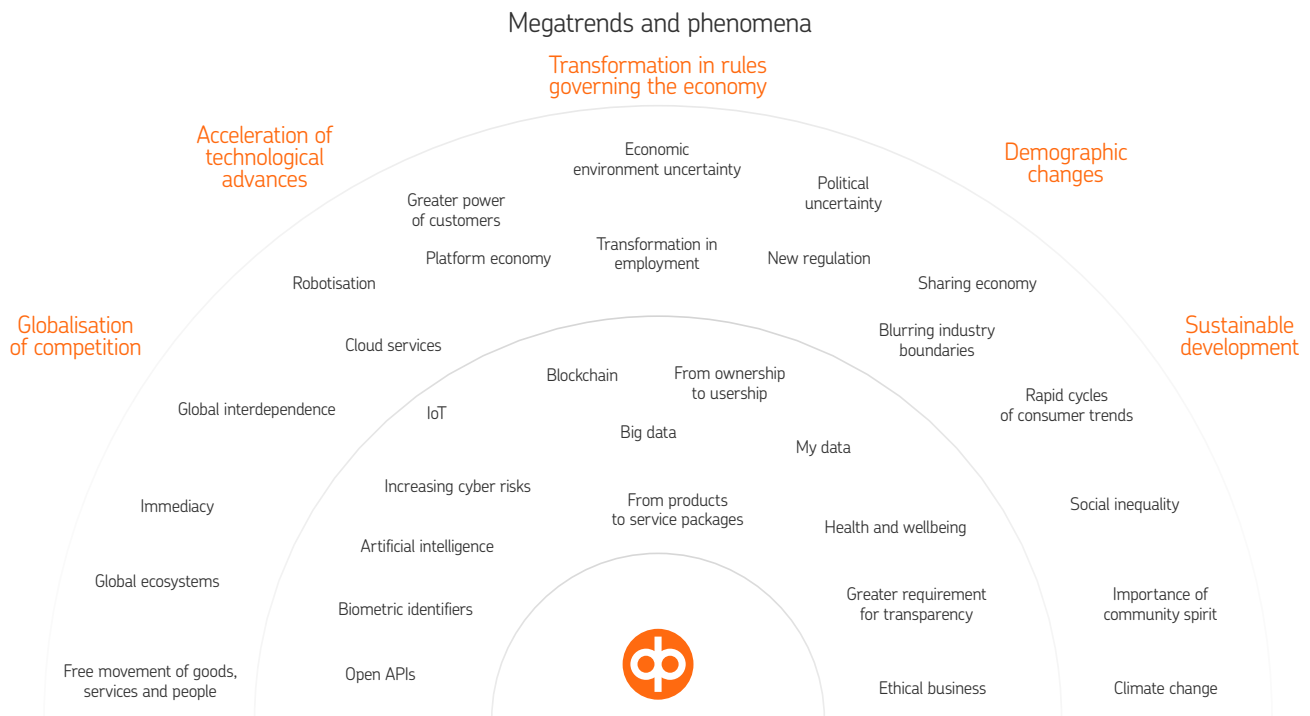 Megatrends and phenomena
Transformation in rules
governing the economy
Acceleration of
technological
advances
Demographic
changes
Globalisation
of competition
Sustainable
development
Economic
environment uncertainty
Political
uncertainty
Greater power
of customers
Platform economy
Transformation in
employment
New regulation
Robotisation
Sharing economy
Cloud services
Blurring industry
boundaries
Global interdependence
Rapid cycles
of consumer trends
Immediacy
Social inequality
Global ecosystems
Importance of
community spirit
Free movement of goods,
services and people
Climate change
Blockchain
From ownership
to usership
IoT
Big data
My data
Increasing cyber risks
From products
to service packages
Health and wellbeing
Artificial intelligence
Biometric identifiers
Greater requirement
for transparency
Open APIs
Ethical business
op